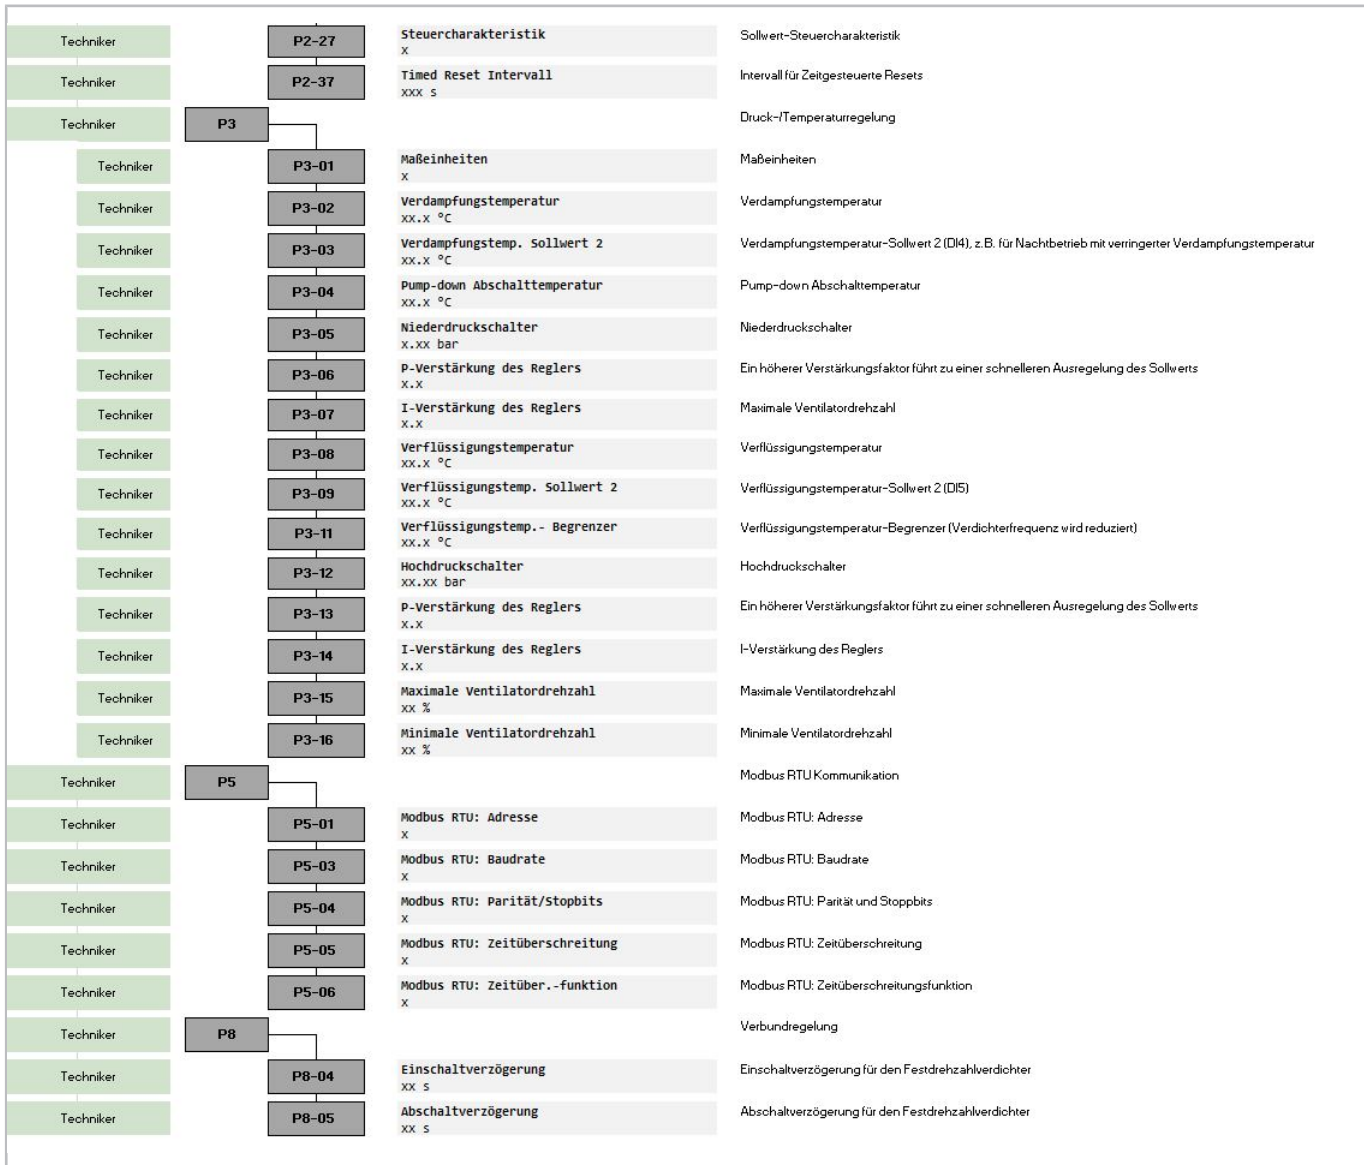 Techniker P2-27 Steuercharakteristik Sollwert-Steuercharakteristik
x
Techniker P2-37 Timed Reset Intervall Intervall für Zeitgesteuerte Resets
xxx s
Techniker P3 Druck-/Temperaturregelung
Techniker P3-01 Maßeinheiten Maßeinheiten
x
Techniker P3-02 Verdampfungstemperatur Verdampfungstemperatur
xx.x °C
Techniker P3-03 Verdampfungstemp. Sollwert 2 Verdampfungstemperatur-Sollwert 2 (DI4), z.B. für Nachtbetrieb mit verringerter Verdampfungstemperatur
xx.x °C
Techniker P3-04 Pump-down Abschalttemperatur Pump-down Abschalttemperatur
xx.x °C
Techniker P3-05 Niederdruckschalter Niederdruckschalter
x.xx bar
Techniker P3-06 P-Verstärkung des Reglers Ein höherer Verstärkungsfaktor führt zu einer schnelleren Ausregelung des Sollwerts
x.x
Techniker P3-07 I-Verstärkung des Reglers Maximale Ventilatordrehzahl
x.x
Techniker P3-08 Verflüssigungstemperatur Verflüssigungstemperatur
xx.x °C
Techniker P3-09 Verflüssigungstemp. Sollwert 2 Verflüssigungstemperatur-Sollwert 2 (DI5)
xx.x °C
Techniker P3-11 Verflüssigungstemp.- Begrenzer Verflüssigungstemperatur-Begrenzer (Verdichterfrequenz wird reduziert)
xx.x °C
Techniker P3-12 Hochdruckschalter Hochdruckschalter
xx.xx bar
Techniker P3-13 P-Verstärkung des Reglers Ein höherer Verstärkungsfaktor führt zu einer schnelleren Ausregelung des Sollwerts
x.x
Techniker P3-14 I-Verstärkung des Reglers I-Verstärkung des Reglers
x.x
Techniker P3-15 Maximale Ventilatordrehzahl Maximale Ventilatordrehzahl
xx %
Techniker P3-16 Minimale Ventilatordrehzahl Minimale Ventilatordrehzahl
xx %
Techniker P5 Modbus RTU Kommunikation
Techniker P5-01 Modbus RTU: Adresse Modbus RTU: Adresse
x
Techniker P5-03 Modbus RTU: Baudrate Modbus RTU: Baudrate
x
Techniker P5-04 Modbus RTU: Parität/Stopbits Modbus RTU: Parität und Stoppbits
x
Techniker P5-05 Modbus RTU: Zeitüberschreitung Modbus RTU: Zeitüberschreitung
x
Techniker P5-06 Modbus RTU: Zeitüber.-funktion Modbus RTU: Zeitüberschreitungsfunktion
x
Techniker P8 Verbundregelung
Techniker P8-04 Einschaltverzögerung Einschaltverzögerung für den Festdrehzahlverdichter
xx s
Techniker P8-05 Abschaltverzögerung Abschaltverzögerung für den Festdrehzahlverdichter
xx s